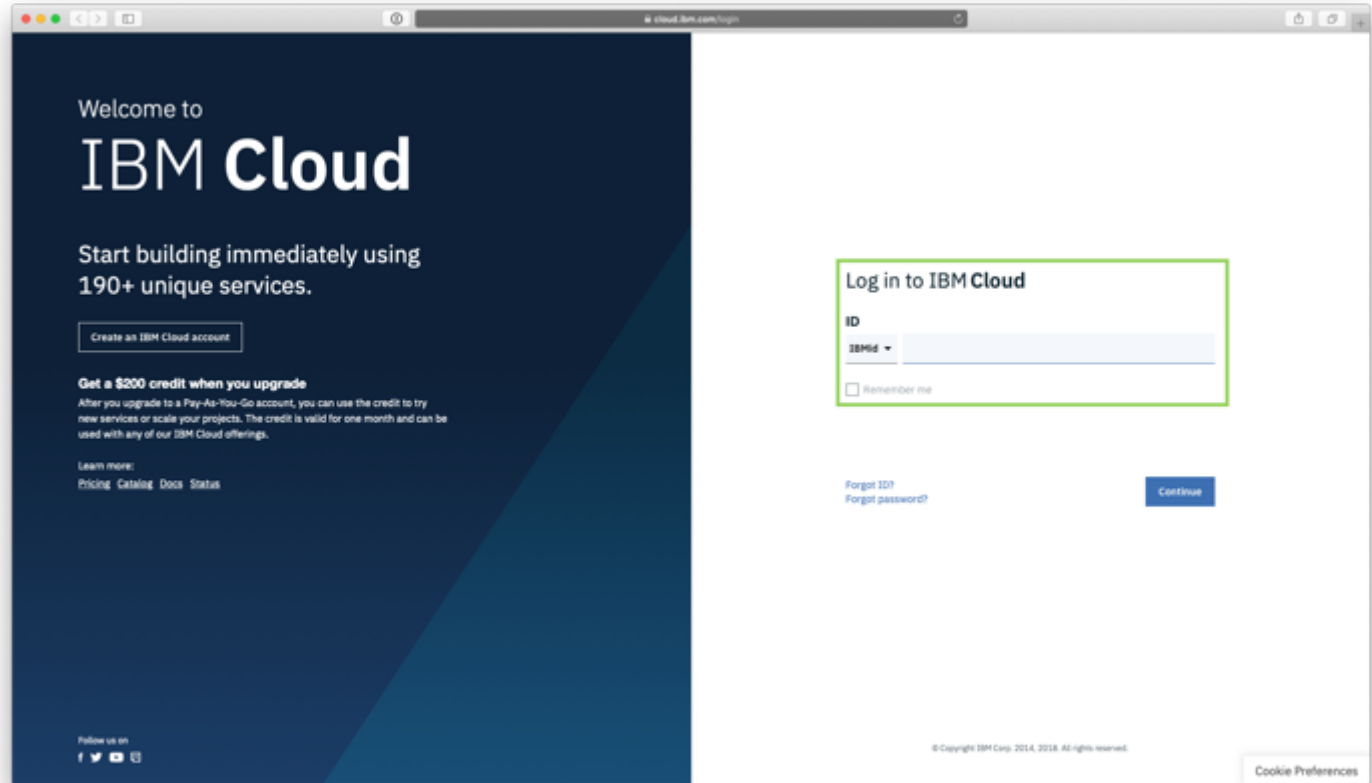 cloud.ibm.com/login
Welcome to
IBM Cloud
Start building immediately using
190+ unique services.
Create an IBM Cloud account
Get a $200 credit when you upgrade
After you upgrade to a Pay-As-You-Go account, you can use the credit to try
new services or scale your projects. The credit is valid for one month and can be
used with any of our IBM Cloud offerings.
Learn more:
Pricing Catalog Docs Status
Follow us on
Log in to IBM Cloud
ID
IBMid
Remember me
Forgot ID?
Forgot password?
Continue
© Copyright IBM Corp. 2014, 2018. All rights reserved.
Cookie Preferences